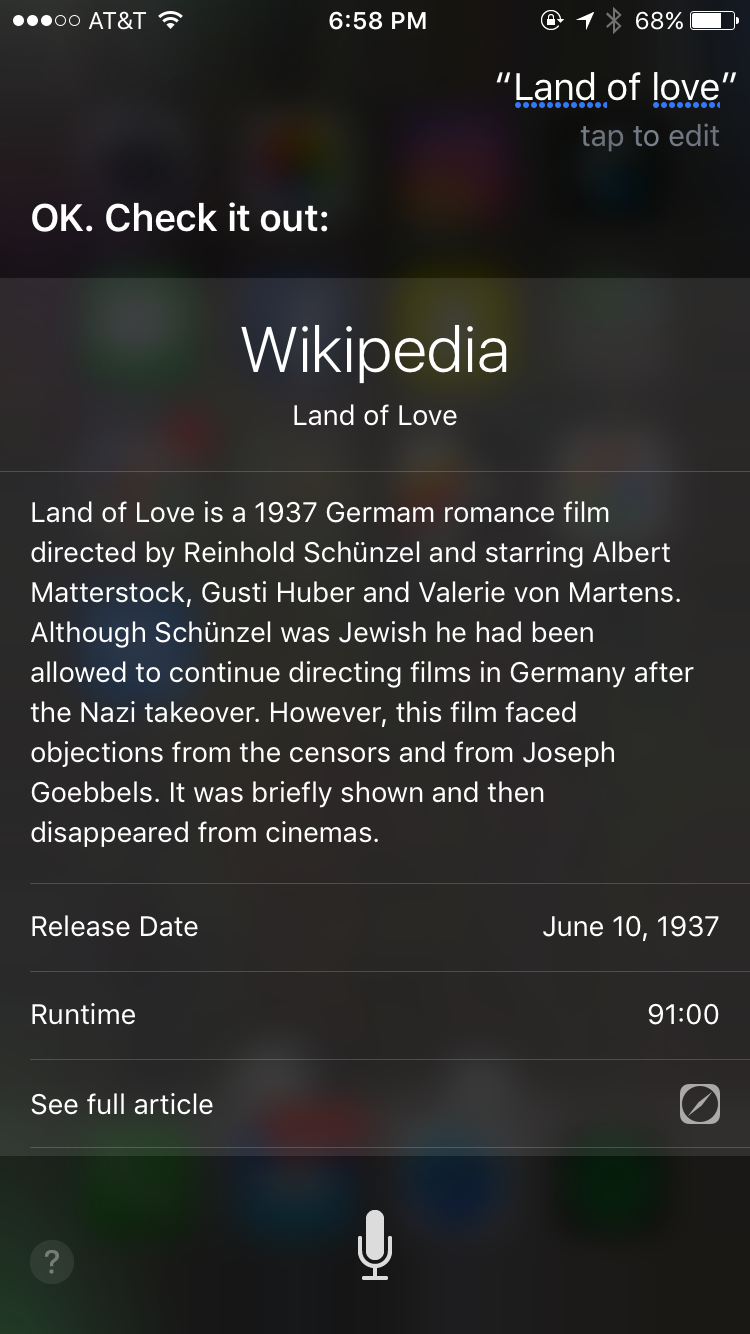 AT&T 6:58 PM 68%
“Land of love”
tap to edit
OK. Check it out:
Wikipedia
Land of Love
Land of Love is a 1937 Germam romance film
directed by Reinhold Schünzel and starring Albert
Matterstock, Gusti Huber and Valerie von Martens.
Although Schünzel was Jewish he had been
allowed to continue directing films in Germany after
the Nazi takeover. However, this film faced
objections from the censors and from Joseph
Goebbels. It was briefly shown and then
disappeared from cinemas.
Release Date June 10, 1937
Runtime 91:00
See full article
?